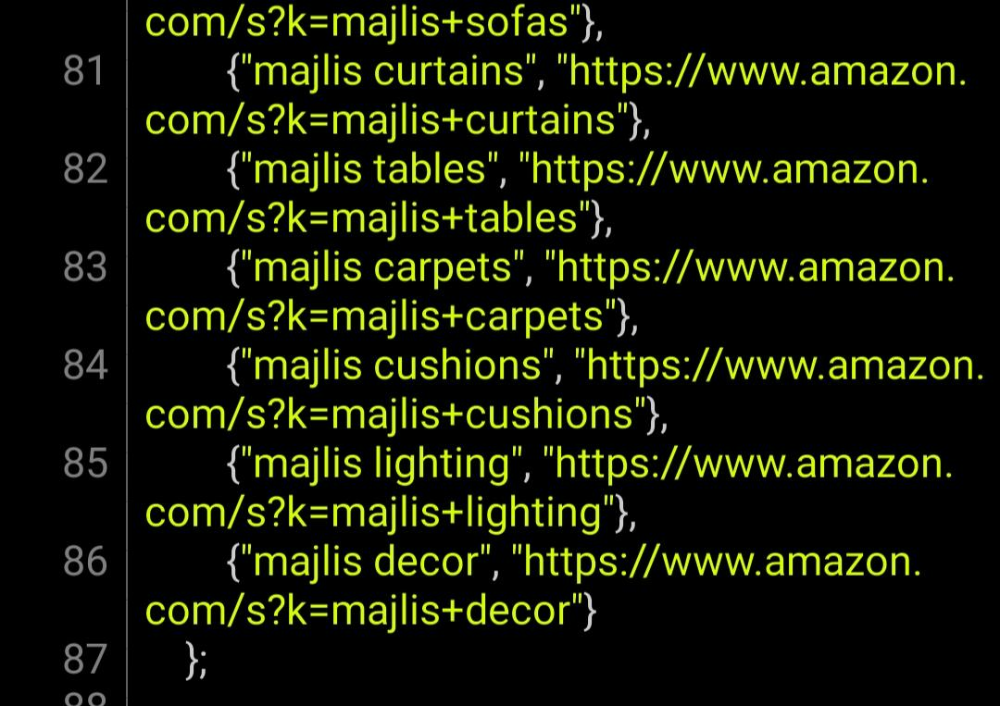 com/s?k=majlis+sofas"},
81 {"majlis curtains", "https://www.amazon.
com/s?k=majlis+curtains"},
82 {"majlis tables", "https://www.amazon.
com/s?k=majlis+tables"},
83 {"majlis carpets", "https://www.amazon.
com/s?k=majlis+carpets"},
84 {"majlis cushions", "https://www.amazon.
com/s?k=majlis+cushions"},
85 {"majlis lighting", "https://www.amazon.
com/s?k=majlis+lighting"},
86 {"majlis decor", "https://www.amazon.
com/s?k=majlis+decor"}
87 };
88